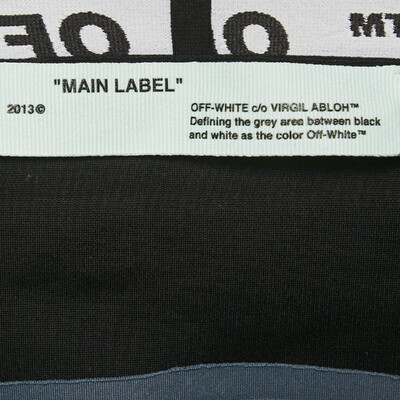 "MAIN LABEL"
2013©
OFF-WHITE c/o VIRGIL ABLOH™
Defining the grey area between black
and white as the color Off-White™